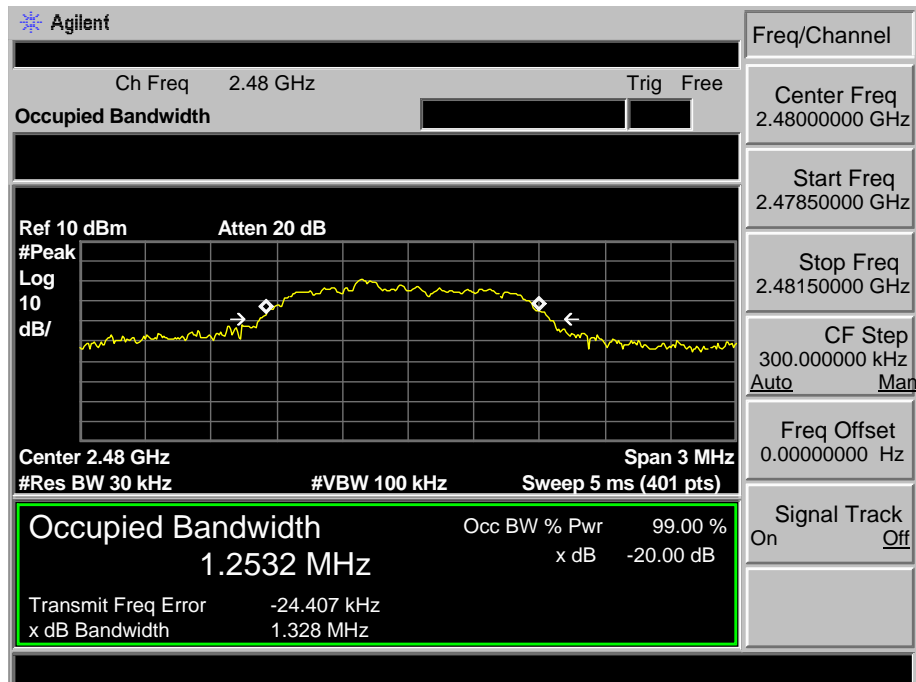 Agilent
Freq/Channel
Ch Freq 2.48 GHz Trig Free
Occupied Bandwidth
Center Freq
2.48000000 GHz
Start Freq
2.47850000 GHz
Stop Freq
2.48150000 GHz
CF Step
300.000000 kHz
Auto Man
Freq Offset
0.00000000 Hz
Signal Track
On Off
Ref 10 dBm Atten 20 dB
#Peak
Log
10
dB/
Center 2.48 GHz Span 3 MHz
#Res BW 30 kHz #VBW 100 kHz Sweep 5 ms (401 pts)
Occupied Bandwidth Occ BW % Pwr 99.00 %
1.2532 MHz x dB -20.00 dB
Transmit Freq Error -24.407 kHz
x dB Bandwidth 1.328 MHz